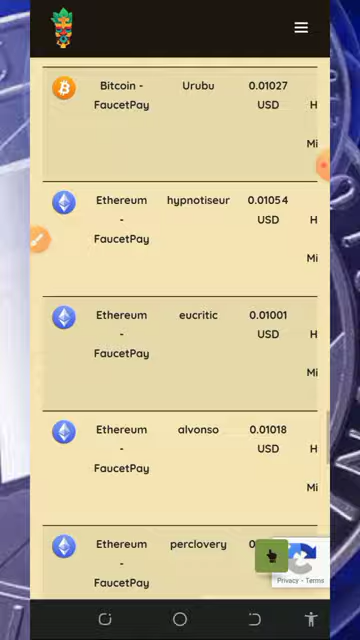 Bitcoin - Urubu 0.01027
FaucetPay USD H
Mi
Ethereum hypnotiseur 0.01054
- USD H
FaucetPay
Mi
Ethereum eucritic 0.01001
- USD H
FaucetPay
Mi
Ethereum alvonso 0.01018
- USD H
FaucetPay
Mi
Ethereum perclovery
-
FaucetPay
Privacy - Terms